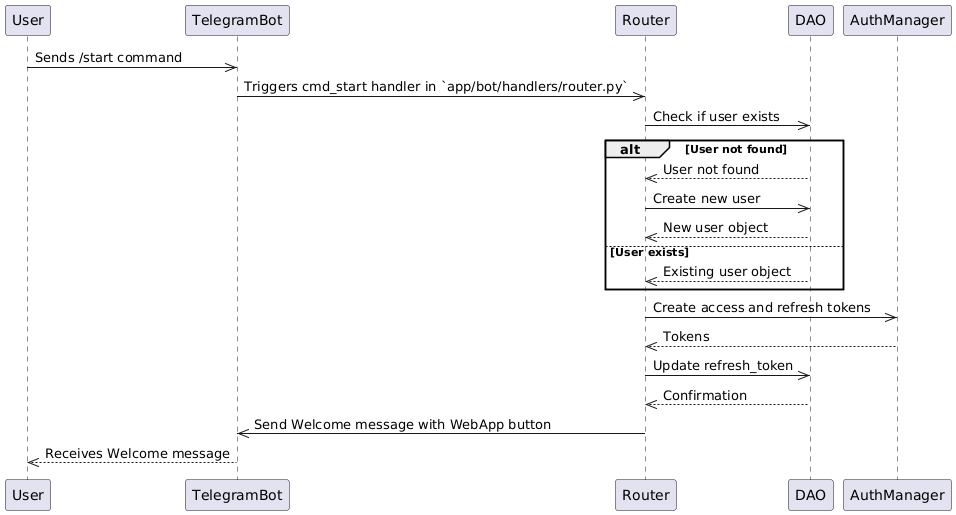 User TelegramBot Router DAO AuthManager
Sends /start command
Triggers cmd_start handler in `app/bot/handlers/router.py`
Check if user exists
alt [User not found]
User not found
Create new user
New user object
[User exists]
Existing user object
Create access and refresh tokens
Tokens
Update refresh_token
Confirmation
Send Welcome message with WebApp button
Receives Welcome message
User TelegramBot Router DAO AuthManager